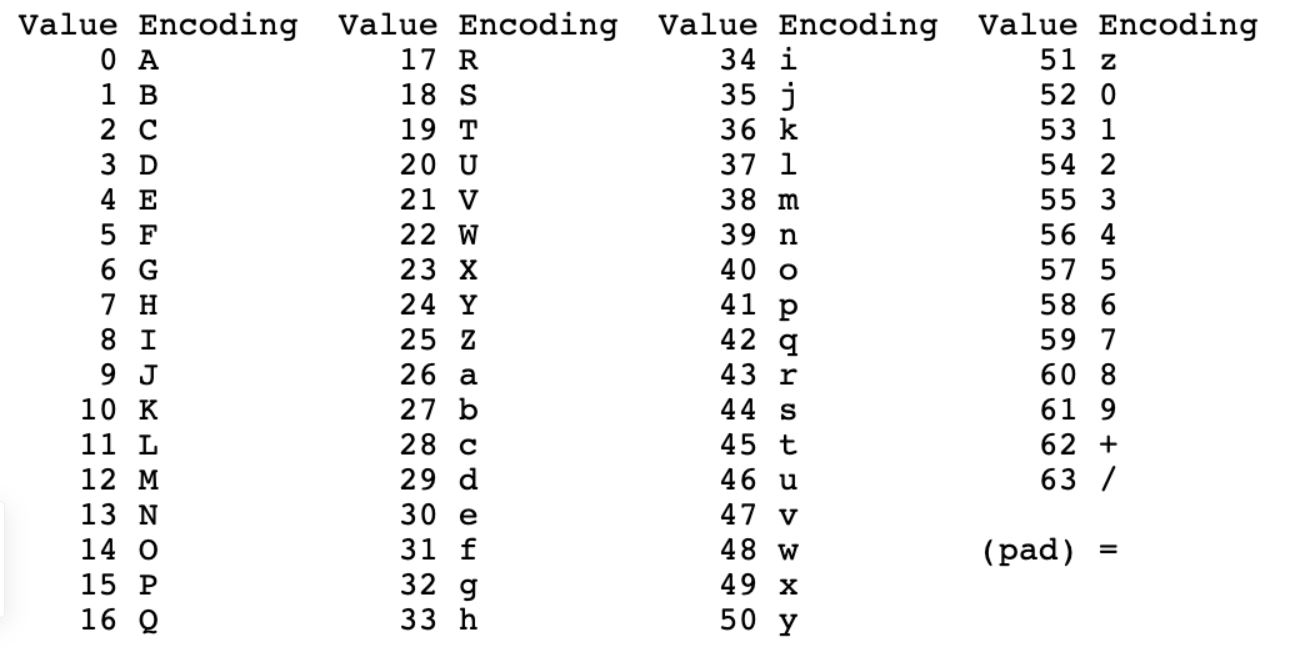 Value Encoding  Value Encoding  Value Encoding  Value Encoding
0 A  17 R  34 i  51 z
1 B  18 S  35 j  52 0
2 C  19 T  36 k  53 1
3 D  20 U  37 l  54 2
4 E  21 V  38 m  55 3
5 F  22 W  39 n  56 4
6 G  23 X  40 o  57 5
7 H  24 Y  41 p  58 6
8 I  25 Z  42 q  59 7
9 J  26 a  43 r  60 8
10 K  27 b  44 s  61 9
11 L  28 c  45 t  62 +
12 M  29 d  46 u  63 /
13 N  30 e  47 v
14 O  31 f  48 w  (pad) =
15 P  32 g  49 x
16 Q  33 h  50 y